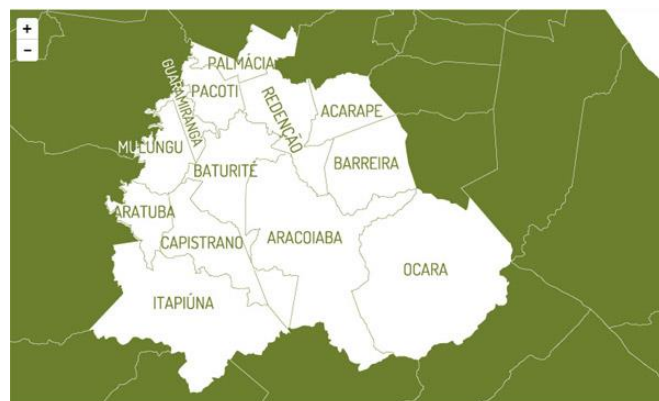 +
−
PALMÁCIA
GUARAMIRANGA
PACOTI
REDENÇÃO
ACARAPE
MULUNGU
BATURITÉ
BARREIRA
ARATUBA
CAPISTRANO
ARACOIABA
OCARA
ITAPIÚNA